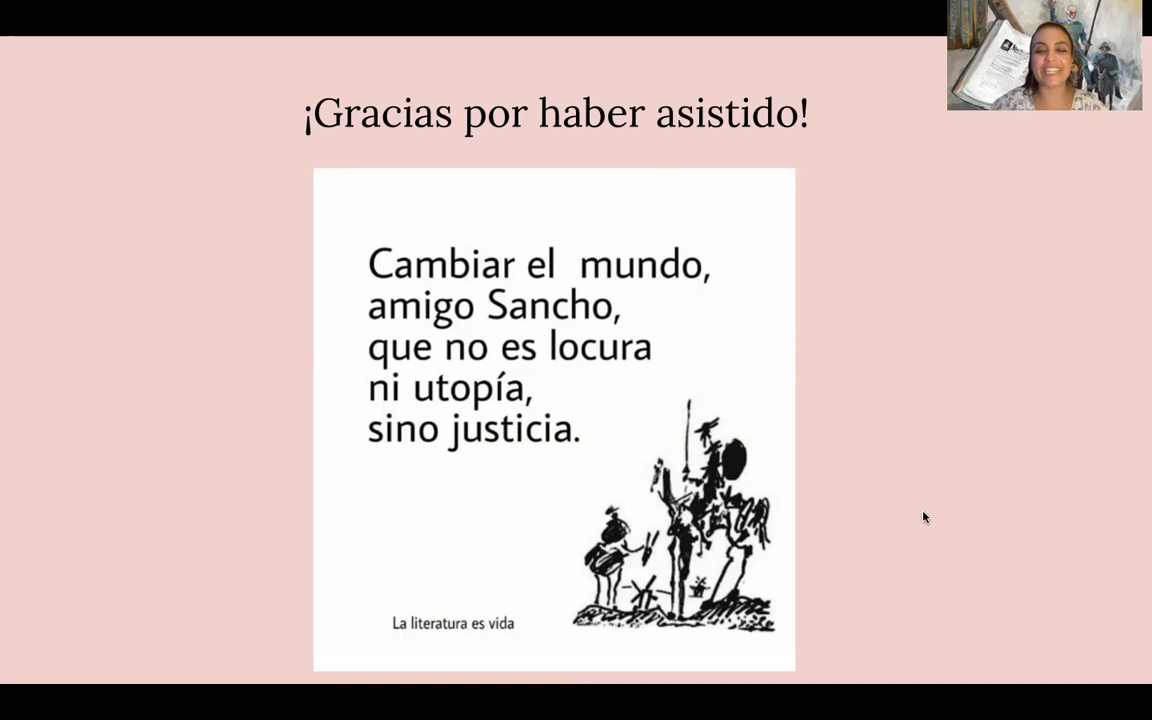 ¡Gracias por haber asistido!
Cambiar el mundo,
amigo Sancho,
que no es locura
ni utopía,
sino justicia.
La literatura es vida